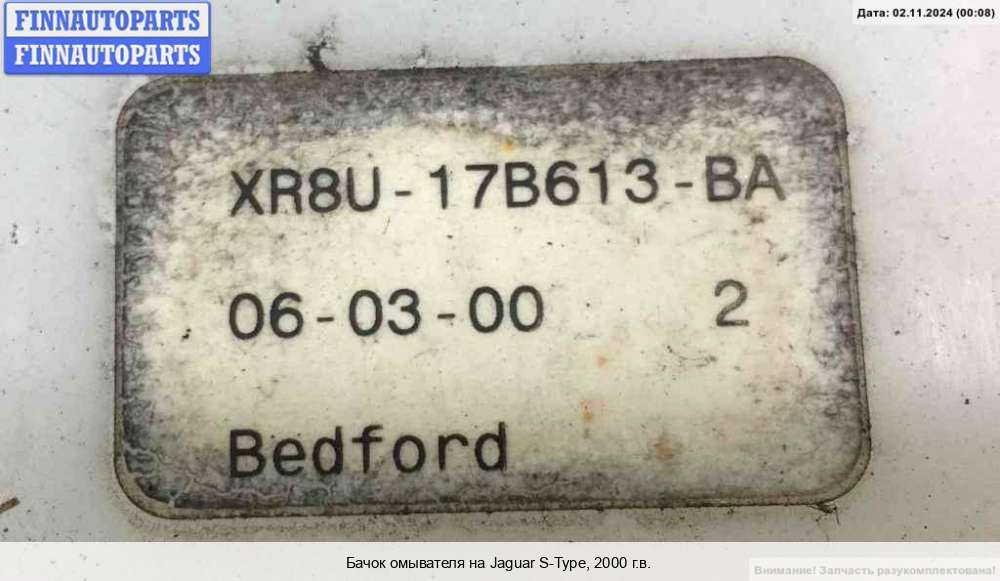 FINNAUTOPARTS
FINNAUTOPARTS
Дата: 02.11.2024 (00:08)
XR8U-17B613-BA
06-03-00 2
Bedford
Бачок омывателя на Jaguar S-Type, 2000 г.в.
Внимание! Запчасть разукомплектована!